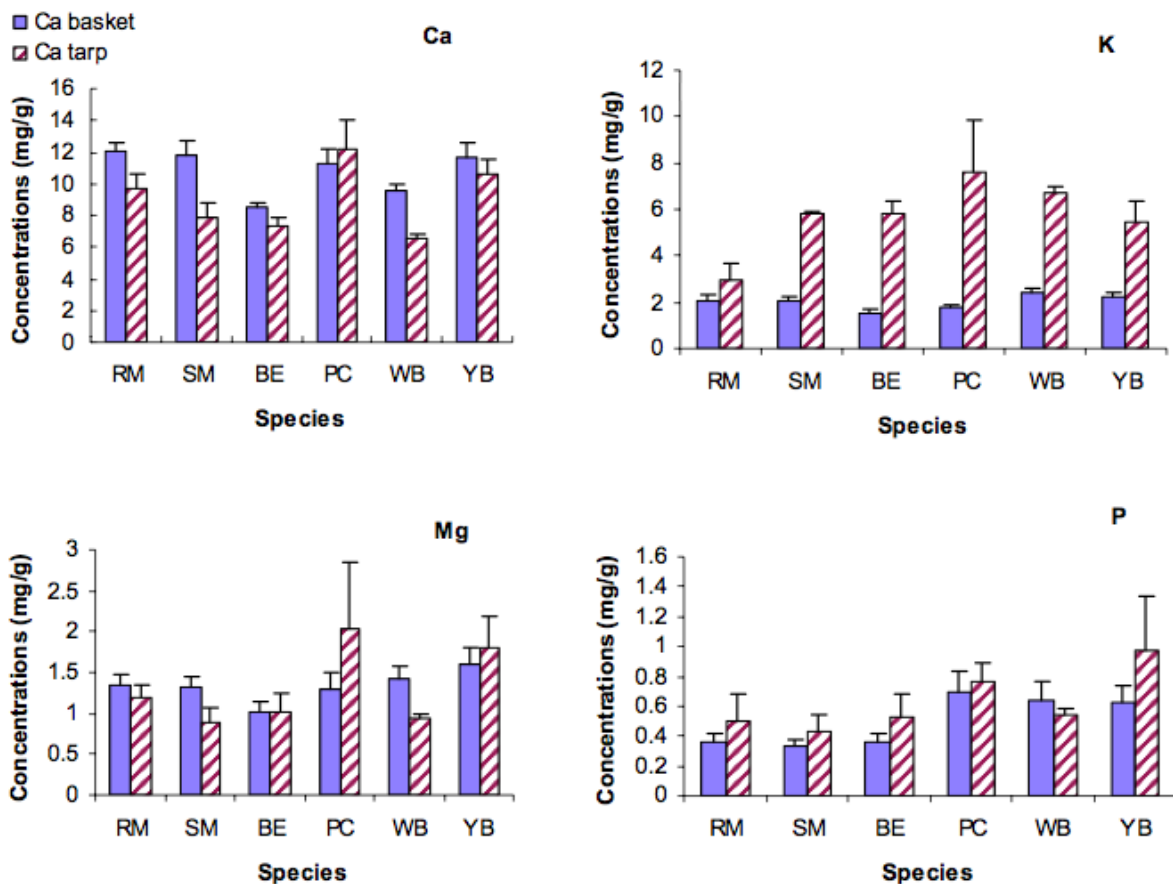 Ca basket
Ca tarp
Ca
Concentrations (mg/g)
16
14
12
10
8
6
4
2
0
RM SM BE PC WB YB
Species
K
Concentrations (mg/g)
12
10
8
6
4
2
0
RM SM BE PC WB YB
Species
Mg
Concentrations (mg/g)
3
2.5
2
1.5
1
0.5
0
RM SM BE PC WB YB
Species
P
Concentrations (mg/g)
1.6
1.4
1.2
1
0.8
0.6
0.4
0.2
0
RM SM BE PC WB YB
Species